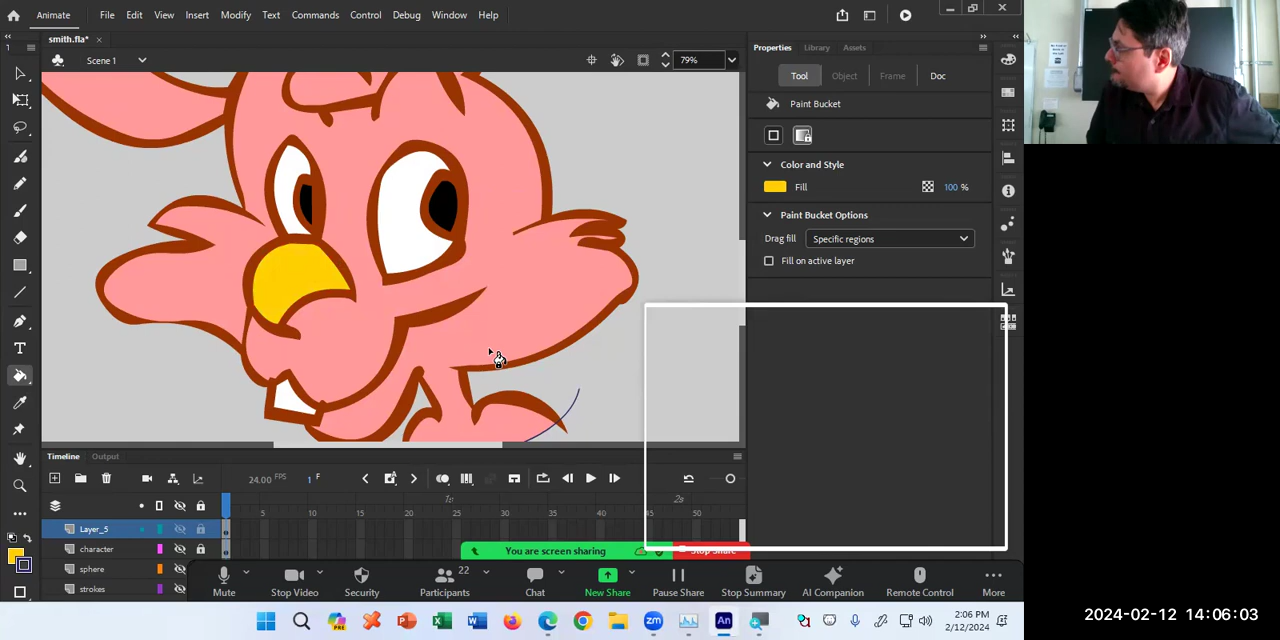 Animate File Edit View Insert Modify Text Commands Control Debug Window Help
smith.fla* ×
Scene 1 79%
Properties Library Assets
Tool Object Frame Doc
Paint Bucket
Color and Style
Fill 100 %
Paint Bucket Options
Drag fill Specific regions
Fill on active layer
Timeline Output
24.00 FPS 1 F
1s 2s
5 10 15 20 25 30 35 40 45 50
Layer_5
character
sphere
strokes
You are screen sharing Stop Share
22
Mute Stop Video Security Participants Chat New Share Pause Share Stop Summary AI Companion Remote Control More
2:06 PM
2/12/2024
2024-02-12 14:06:03